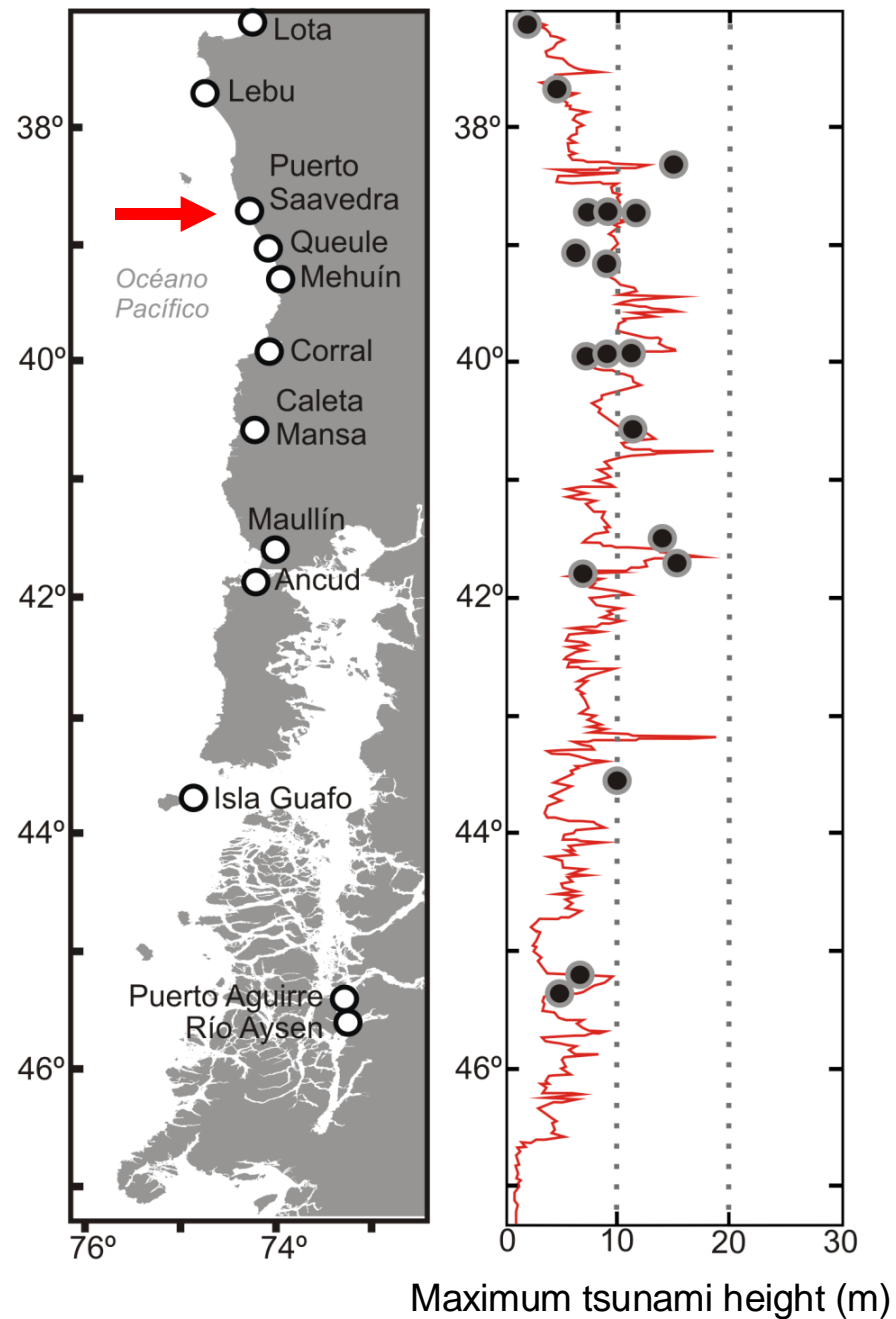 Lota
Lebu
38º
38º
Puerto
Saavedra
Queule
Océano
Pacífico
Mehuín
Corral
40º
40º
Caleta
Mansa
Maullín
Ancud
42º
42º
Isla Guafo
44º
44º
Puerto Aguirre
Río Aysen
46º
46º
76º
74º
0
10
20
30
Maximum tsunami height (m)